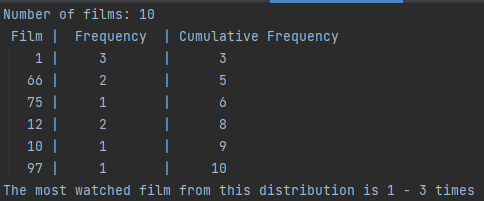 Number of films: 10
Film | Frequency | Cumulative Frequency
1 | 3 | 3
66 | 2 | 5
75 | 1 | 6
12 | 2 | 8
10 | 1 | 9
97 | 1 | 10
The most watched film from this distribution is 1 - 3 times